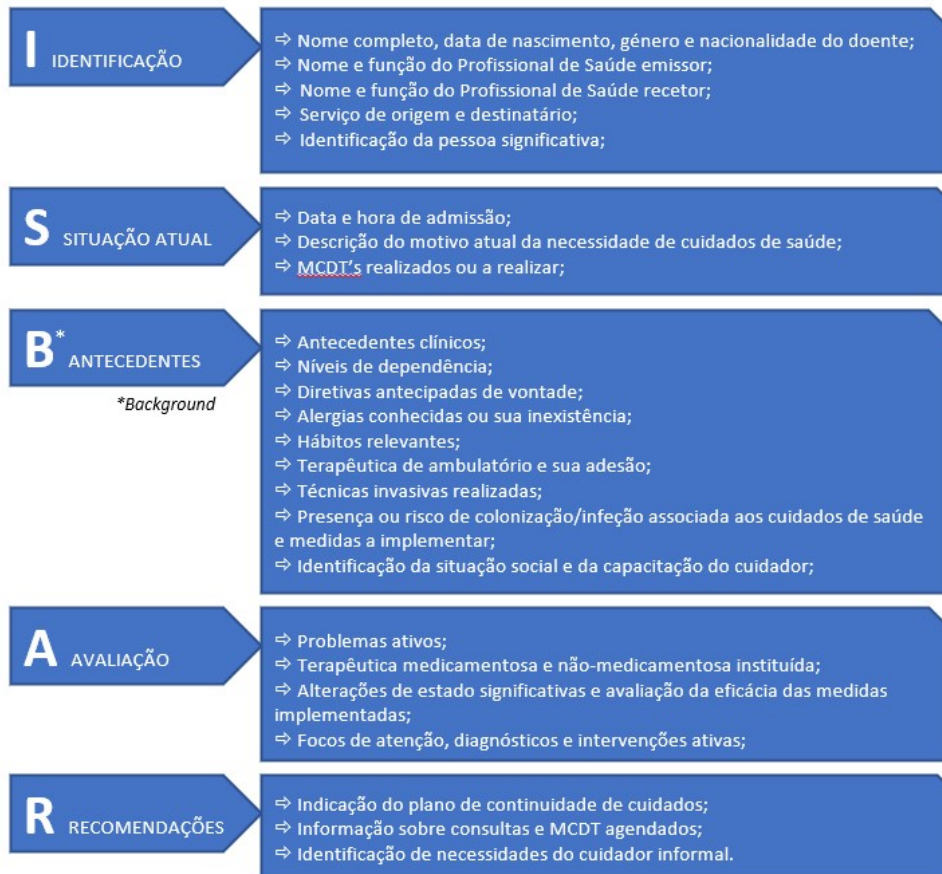 I IDENTIFICAÇÃO
⇨ Nome completo, data de nascimento, género e nacionalidade do doente;
⇨ Nome e função do Profissional de Saúde emissor;
⇨ Nome e função do Profissional de Saúde recetor;
⇨ Serviço de origem e destinatário;
⇨ Identificação da pessoa significativa;
S SITUAÇÃO ATUAL
⇨ Data e hora de admissão;
⇨ Descrição do motivo atual da necessidade de cuidados de saúde;
⇨ MCDT's realizados ou a realizar;
B* ANTECEDENTES
*Background
⇨ Antecedentes clínicos;
⇨ Níveis de dependência;
⇨ Diretivas antecipadas de vontade;
⇨ Alergias conhecidas ou sua inexistência;
⇨ Hábitos relevantes;
⇨ Terapêutica de ambulatório e sua adesão;
⇨ Técnicas invasivas realizadas;
⇨ Presença ou risco de colonização/infeção associada aos cuidados de saúde
e medidas a implementar;
⇨ Identificação da situação social e da capacitação do cuidador;
A AVALIAÇÃO
⇨ Problemas ativos;
⇨ Terapêutica medicamentosa e não-medicamentosa instituída;
⇨ Alterações de estado significativas e avaliação da eficácia das medidas
implementadas;
⇨ Focos de atenção, diagnósticos e intervenções ativas;
R RECOMENDAÇÕES
⇨ Indicação do plano de continuidade de cuidados;
⇨ Informação sobre consultas e MCDT agendados;
⇨ Identificação de necessidades do cuidador informal.